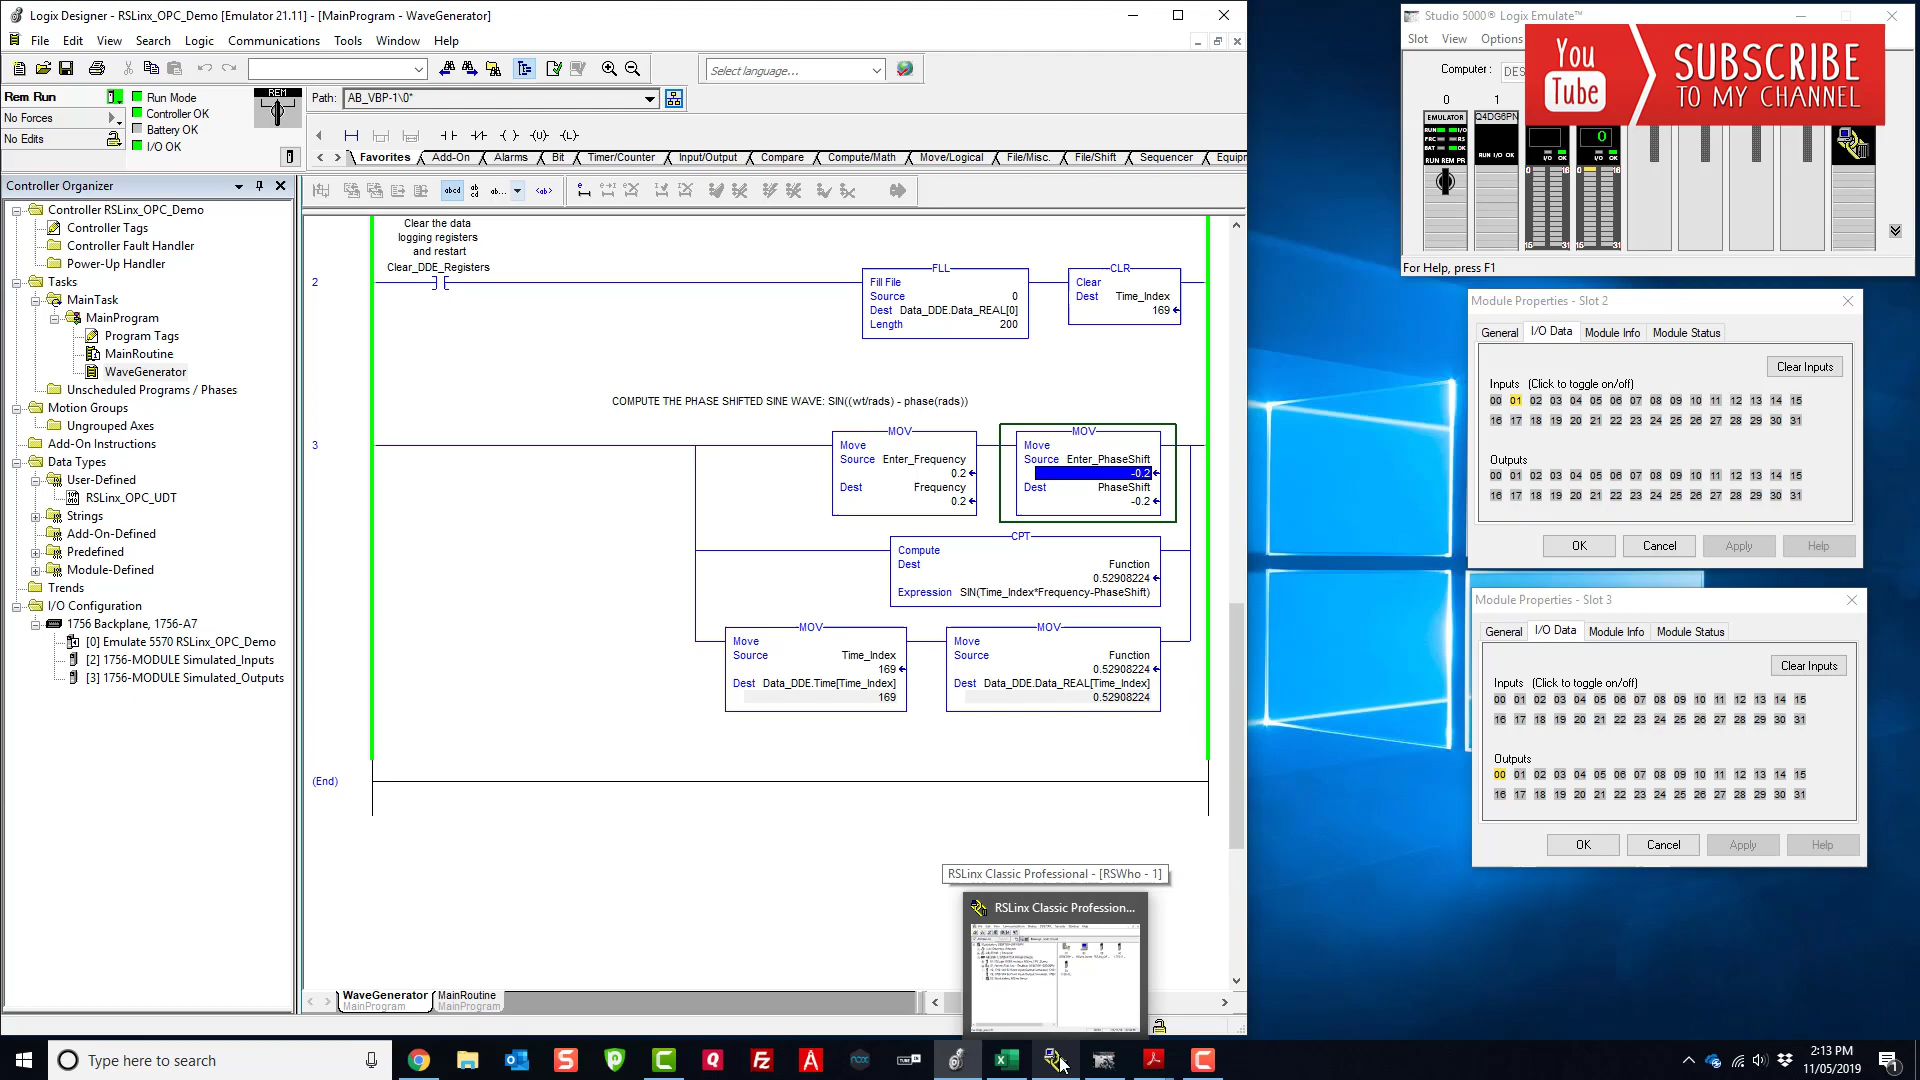 Logix Designer - RSLinx_OPC_Demo [Emulator 21.11] - [MainProgram - WaveGenerator]
File Edit View Search Logic Communications Tools Window Help
Select language...
Rem Run
No Forces
No Edits
Run Mode
Controller OK
Battery OK
I/O OK
REM
Path: AB_VBP-1\0*
Favorites Add-On Alarms Bit Timer/Counter Input/Output Compare Compute/Math Move/Logical File/Misc. File/Shift Sequencer Equip
Controller Organizer
Controller RSLinx_OPC_Demo
Controller Tags
Controller Fault Handler
Power-Up Handler
Tasks
MainTask
MainProgram
Program Tags
MainRoutine
WaveGenerator
Unscheduled Programs / Phases
Motion Groups
Ungrouped Axes
Add-On Instructions
Data Types
User-Defined
RSLinx_OPC_UDT
Strings
Add-On-Defined
Predefined
Module-Defined
Trends
I/O Configuration
1756 Backplane, 1756-A7
[0] Emulate 5570 RSLinx_OPC_Demo
[2] 1756-MODULE Simulated_Inputs
[3] 1756-MODULE Simulated_Outputs
Clear the data
logging registers
and restart
Clear_DDE_Registers
2
FLL
Fill File
Source 0
Dest Data_DDE.Data_REAL[0]
Length 200
CLR
Clear
Dest Time_Index
169
COMPUTE THE PHASE SHIFTED SINE WAVE: SIN((wt/rads) - phase(rads))
3
MOV
Move
Source Enter_Frequency
0.2
Dest Frequency
0.2
MOV
Move
Source Enter_PhaseShift
-0.2
Dest PhaseShift
-0.2
CPT
Compute
Dest Function
0.52908224
Expression SIN(Time_Index*Frequency-PhaseShift)
MOV
Move
Source Time_Index
169
Dest Data_DDE.Time[Time_Index]
169
MOV
Move
Source Function
0.52908224
Dest Data_DDE.Data_REAL[Time_Index]
0.52908224
(End)
WaveGenerator
MainProgram
MainRoutine
MainProgram
RSLinx Classic Professional - [RSWho - 1]
RSLinx Classic Profession...
Studio 5000® Logix Emulate™
Slot View Options
Computer : DES
You
Tube
SUBSCRIBE
TO MY CHANNEL
0 1
EMULATOR
RUN REM PR
Q4DG6PN
RUN I/O OK
0
For Help, press F1
Module Properties - Slot 2
General I/O Data Module Info Module Status
Clear Inputs
Inputs (Click to toggle on/off)
00 01 02 03 04 05 06 07 08 09 10 11 12 13 14 15
16 17 18 19 20 21 22 23 24 25 26 27 28 29 30 31
Outputs
00 01 02 03 04 05 06 07 08 09 10 11 12 13 14 15
16 17 18 19 20 21 22 23 24 25 26 27 28 29 30 31
OK Cancel Apply Help
Module Properties - Slot 3
General I/O Data Module Info Module Status
Clear Inputs
Inputs (Click to toggle on/off)
00 01 02 03 04 05 06 07 08 09 10 11 12 13 14 15
16 17 18 19 20 21 22 23 24 25 26 27 28 29 30 31
Outputs
00 01 02 03 04 05 06 07 08 09 10 11 12 13 14 15
16 17 18 19 20 21 22 23 24 25 26 27 28 29 30 31
OK Cancel Apply Help
Type here to search
2:13 PM
11/05/2019